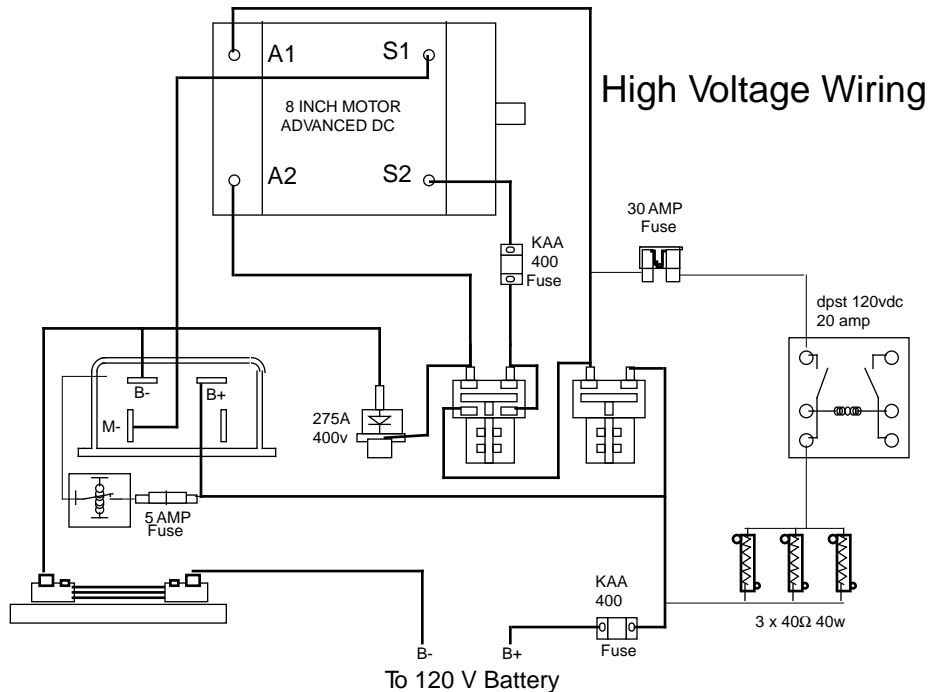 A1
S1
High Voltage Wiring
8 INCH MOTOR
ADVANCED DC
A2
S2
30 AMP
Fuse
KAA
400
Fuse
dpst 120vdc
20 amp
B-
B+
M-
275A
400v
5 AMP
Fuse
KAA
400
Fuse
3 x 40Ω 40w
B-
B+
To 120 V Battery